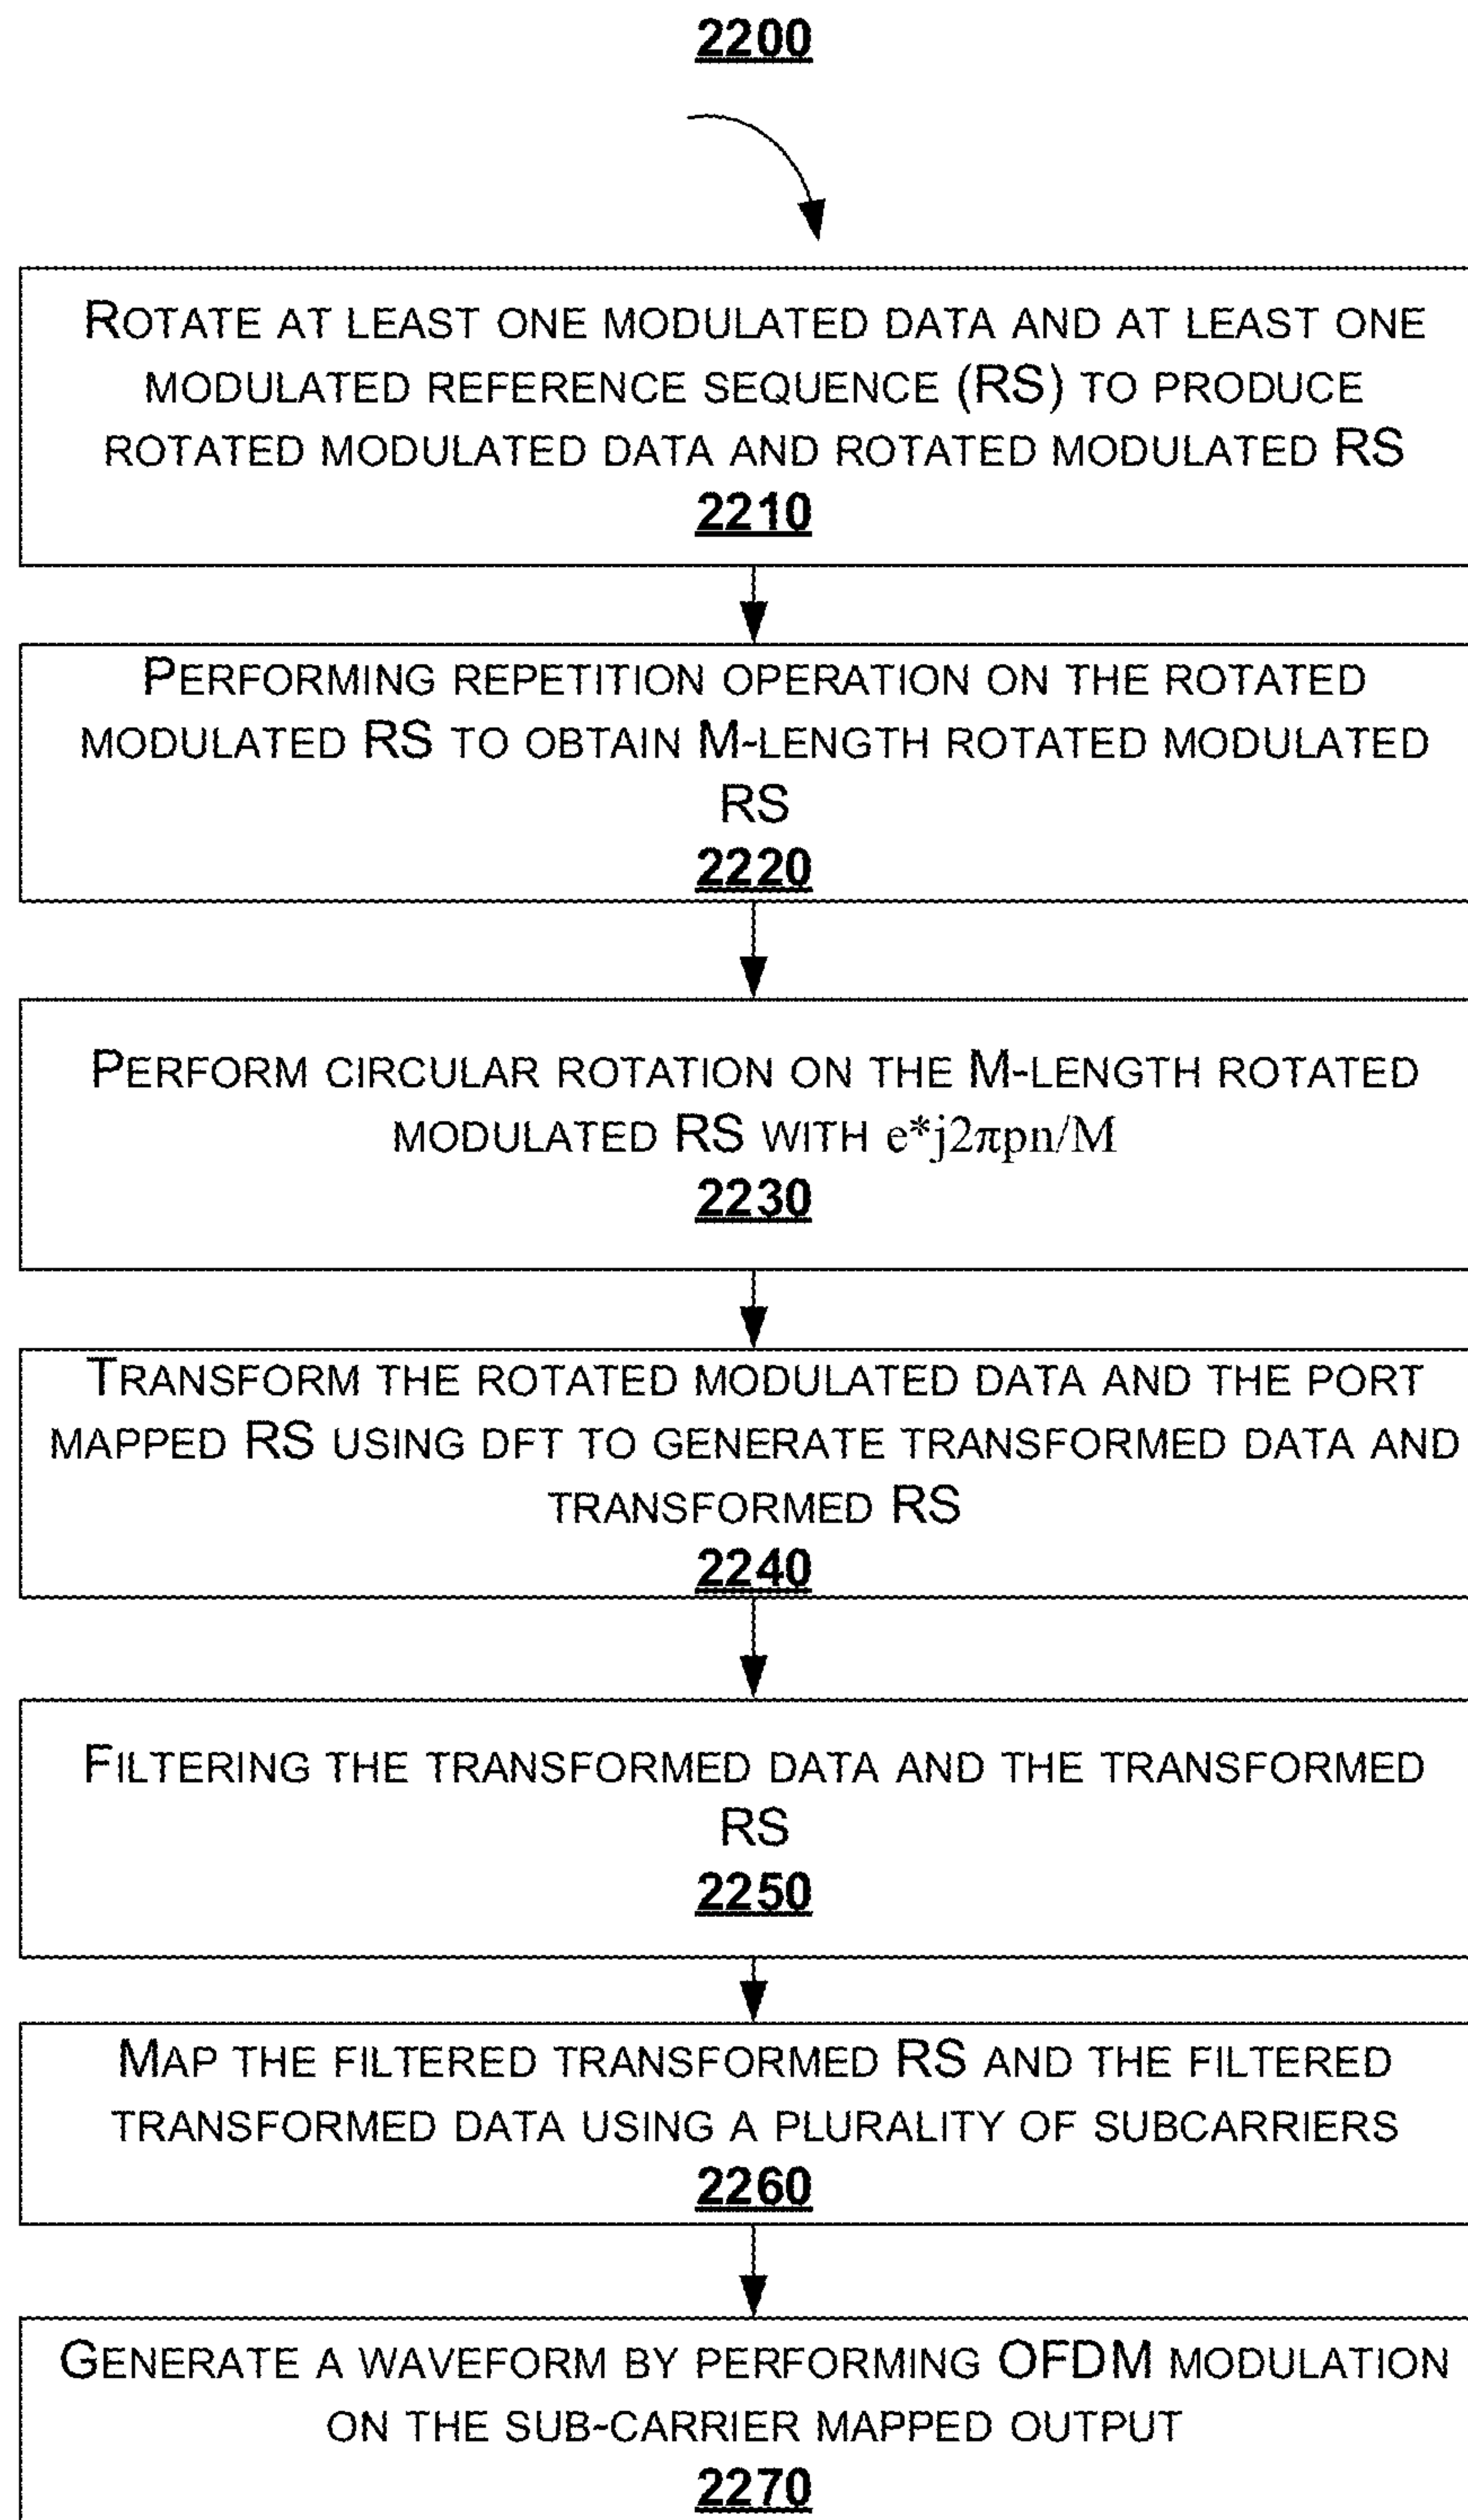 2200
ROTATE AT LEAST ONE MODULATED DATA AND AT LEAST ONE
MODULATED REFERENCE SEQUENCE (RS) TO PRODUCE
ROTATED MODULATED DATA AND ROTATED MODULATED RS
2210
PERFORMING REPETITION OPERATION ON THE ROTATED
MODULATED RS TO OBTAIN M-LENGTH ROTATED MODULATED
RS
2220
PERFORM CIRCULAR ROTATION ON THE M-LENGTH ROTATED
MODULATED RS WITH e*j2πpn/M
2230
TRANSFORM THE ROTATED MODULATED DATA AND THE PORT
MAPPED RS USING DFT TO GENERATE TRANSFORMED DATA AND
TRANSFORMED RS
2240
FILTERING THE TRANSFORMED DATA AND THE TRANSFORMED
RS
2250
MAP THE FILTERED TRANSFORMED RS AND THE FILTERED
TRANSFORMED DATA USING A PLURALITY OF SUBCARRIERS
2260
GENERATE A WAVEFORM BY PERFORMING OFDM MODULATION
ON THE SUB-CARRIER MAPPED OUTPUT
2270